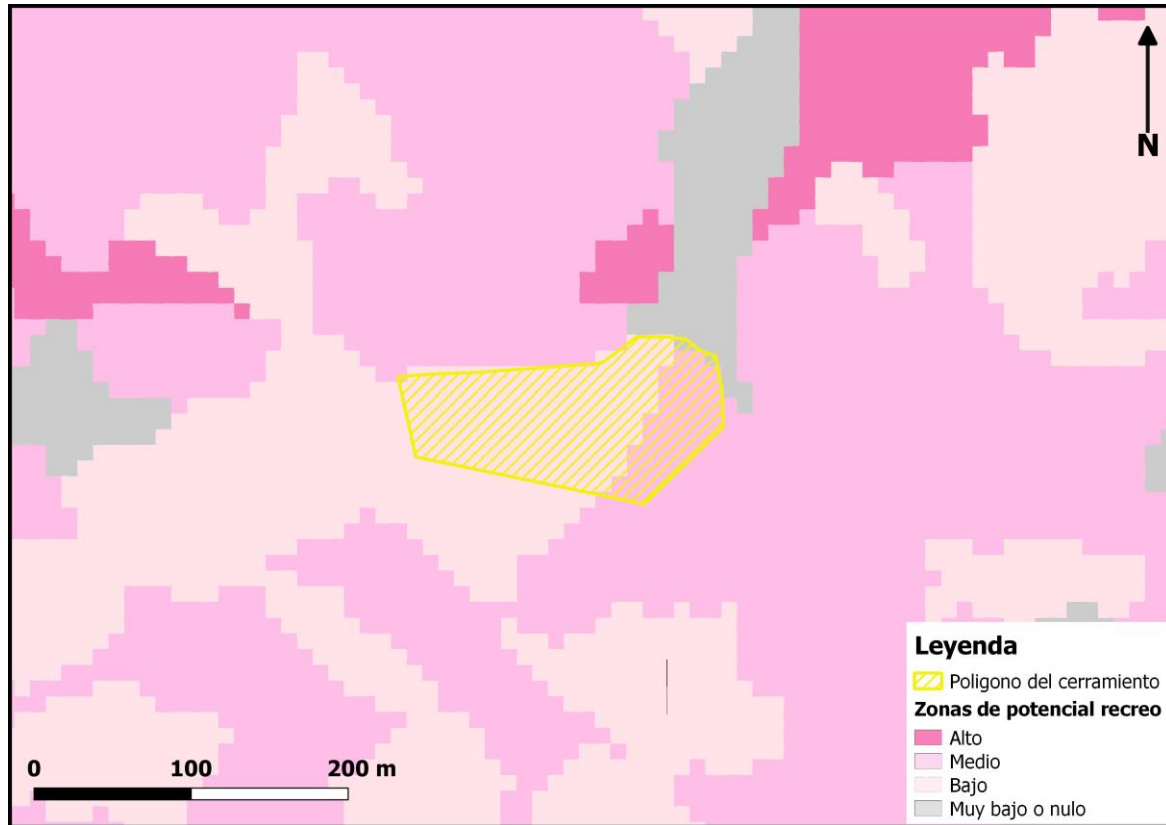 N
Leyenda
Poligono del cerramiento
Zonas de potencial recreo
Alto
Medio
Bajo
Muy bajo o nulo
0 100 200 m